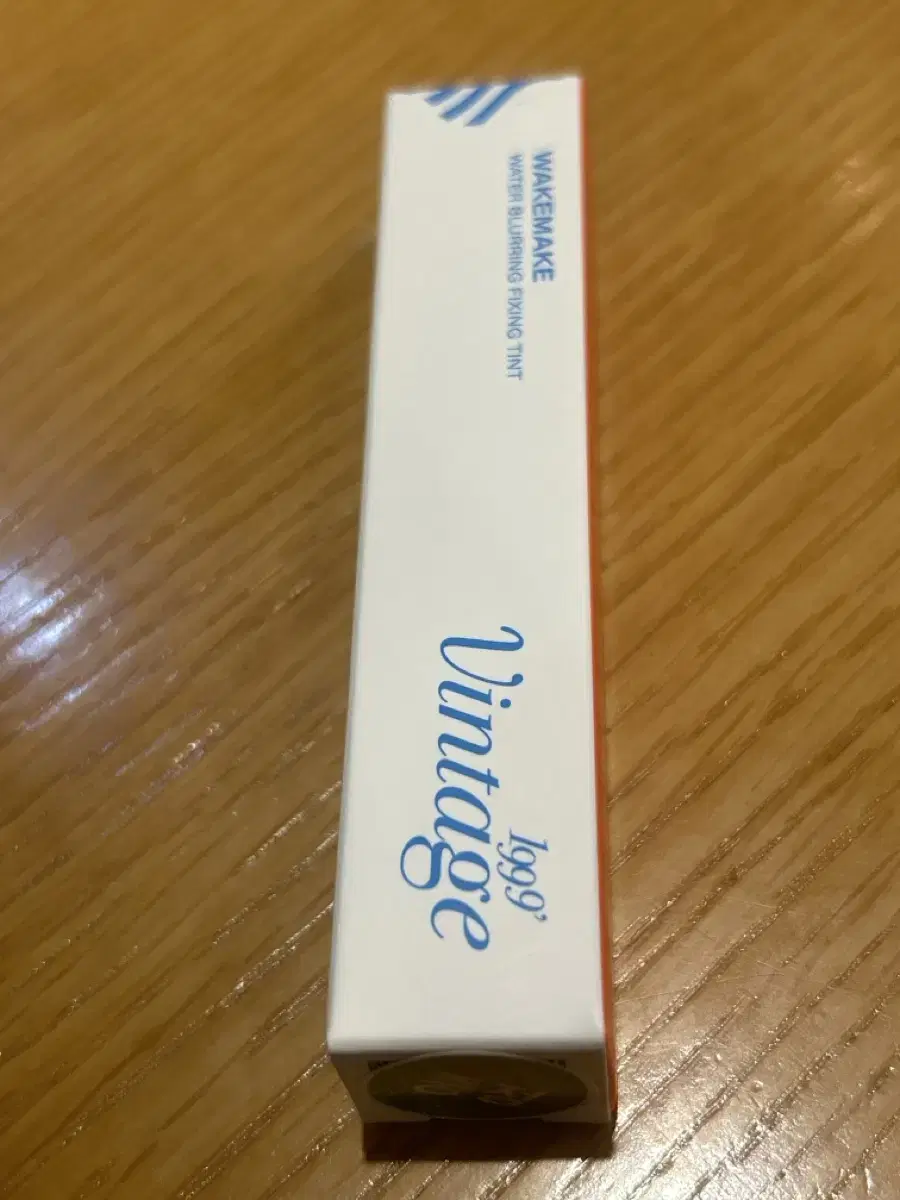 WAKEMAKE
WATER BLURRING FIXING TINT
1999'
Vintage